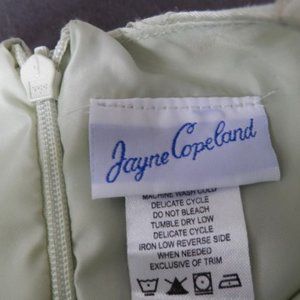 Jayne Copeland
MACHINE WASH COLD
DELICATE CYCLE
DO NOT BLEACH
TUMBLE DRY LOW
DELICATE CYCLE
IRON LOW REVERSE SIDE
WHEN NEEDED
EXCLUSIVE OF TRIM